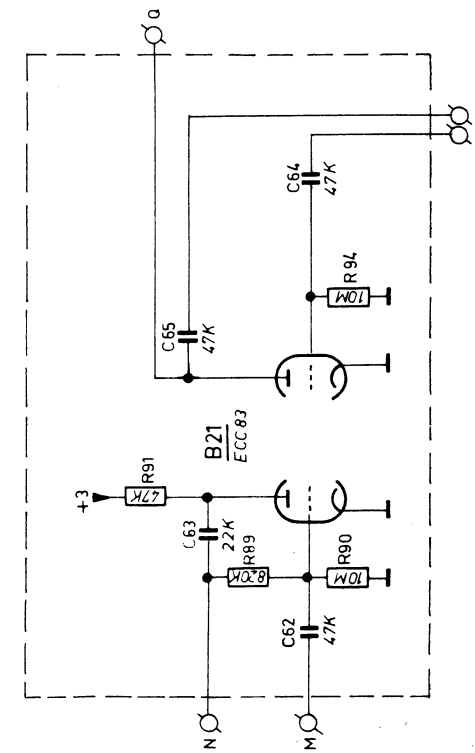 Q
C64
47K
R94
10M
C65
47K
B21
ECC83
+3
R91
47K
C63
22K
R89
820K
R90
10M
C62
47K
N
M